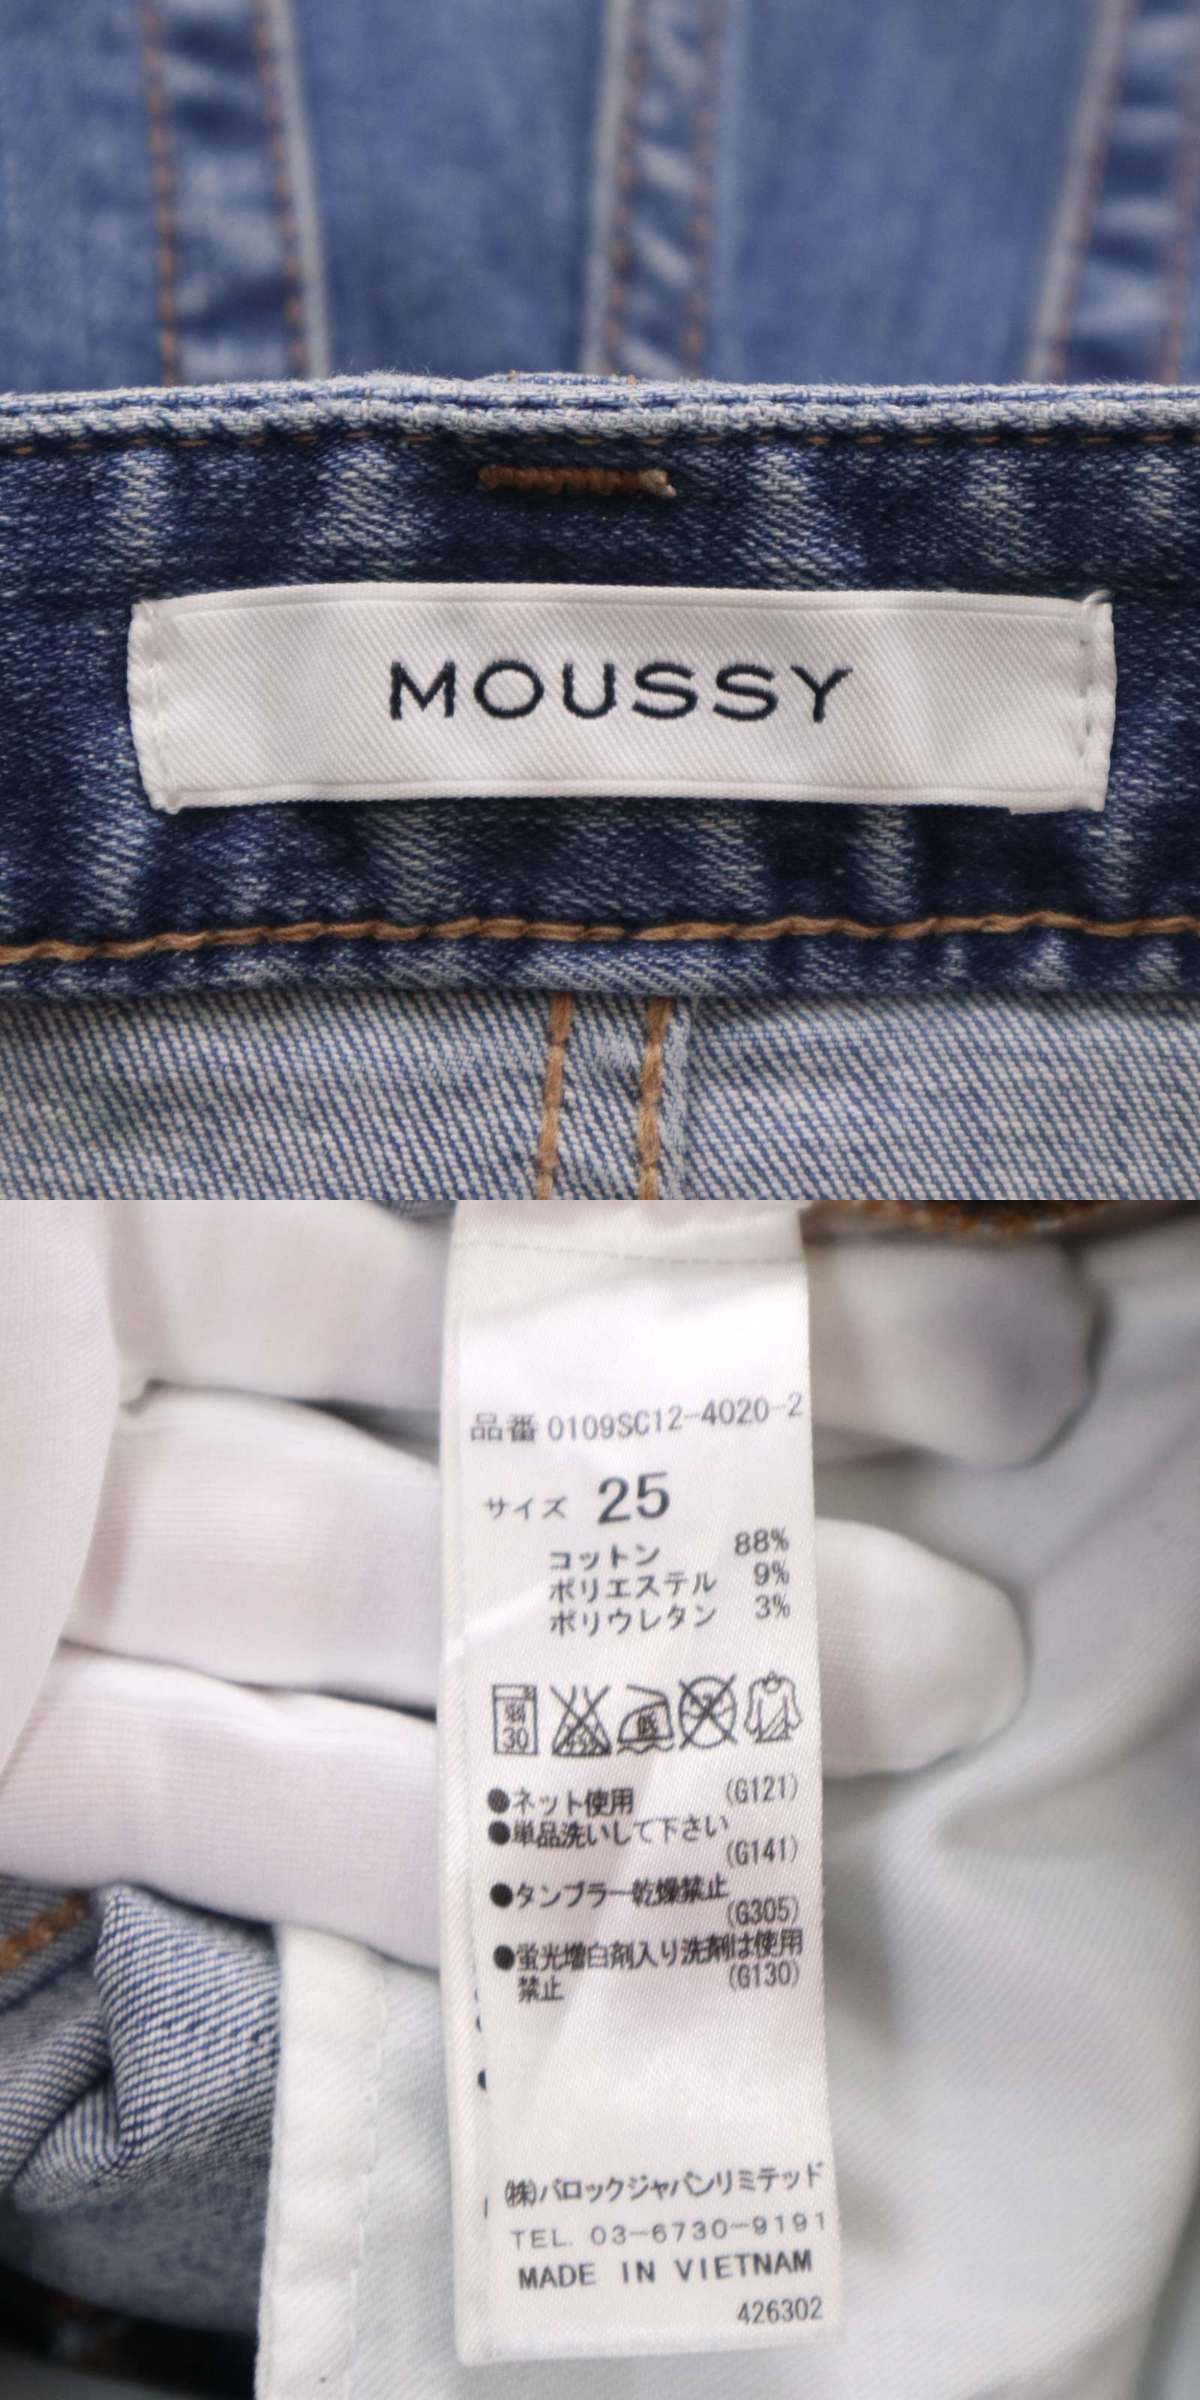 MOUSSY
品番 0109SC12-4020-2
サイズ 25
コットン 88%
ポリエステル 9%
ポリウレタン 3%
弱
30
低
●ネット使用 (G121)
●単品洗いして下さい
(G141)
●タンブラー乾燥禁止
(G305)
●蛍光増白剤入り洗剤は使用
禁止 (G130)
㈱バロックジャパンリミテッド
TEL. 03-6730-9191
MADE IN VIETNAM
426302